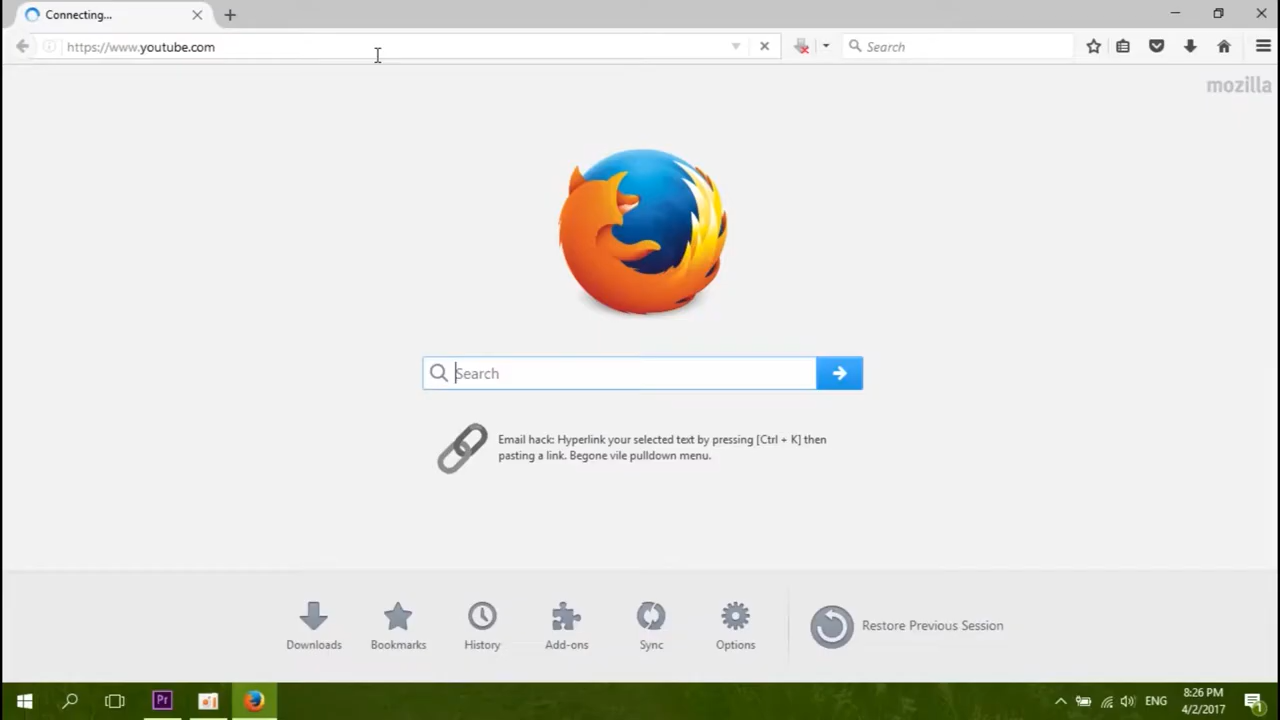 Connecting...
https://www.youtube.com
Search
mozilla
Search
Email hack: Hyperlink your selected text by pressing [Ctrl + K] then
pasting a link. Begone vile pulldown menu.
Downloads
Bookmarks
History
Add-ons
Sync
Options
Restore Previous Session
Pr
ENG
8:26 PM
4/2/2017
1